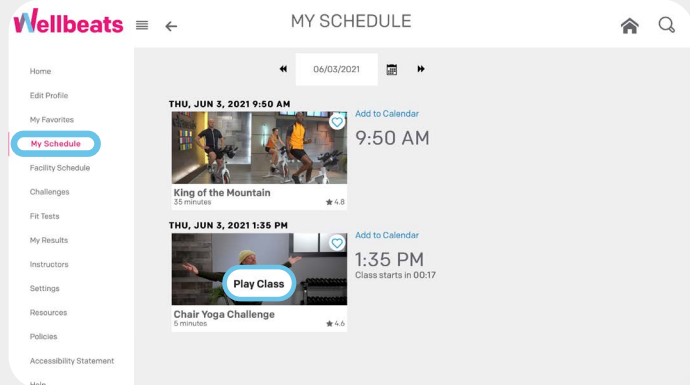 Wellbeats
MY SCHEDULE
06/03/2021
Home
Edit Profile
My Favorites
My Schedule
Facility Schedule
Challenges
Fit Tests
My Results
Instructors
Settings
Resources
Policies
Accessibility Statement
Help
THU, JUN 3, 2021 9:50 AM
Add to Calendar
9:50 AM
King of the Mountain
35 minutes
4.8
THU, JUN 3, 2021 1:35 PM
Add to Calendar
1:35 PM
Class starts in 00:17
Play Class
Chair Yoga Challenge
5 minutes
4.6